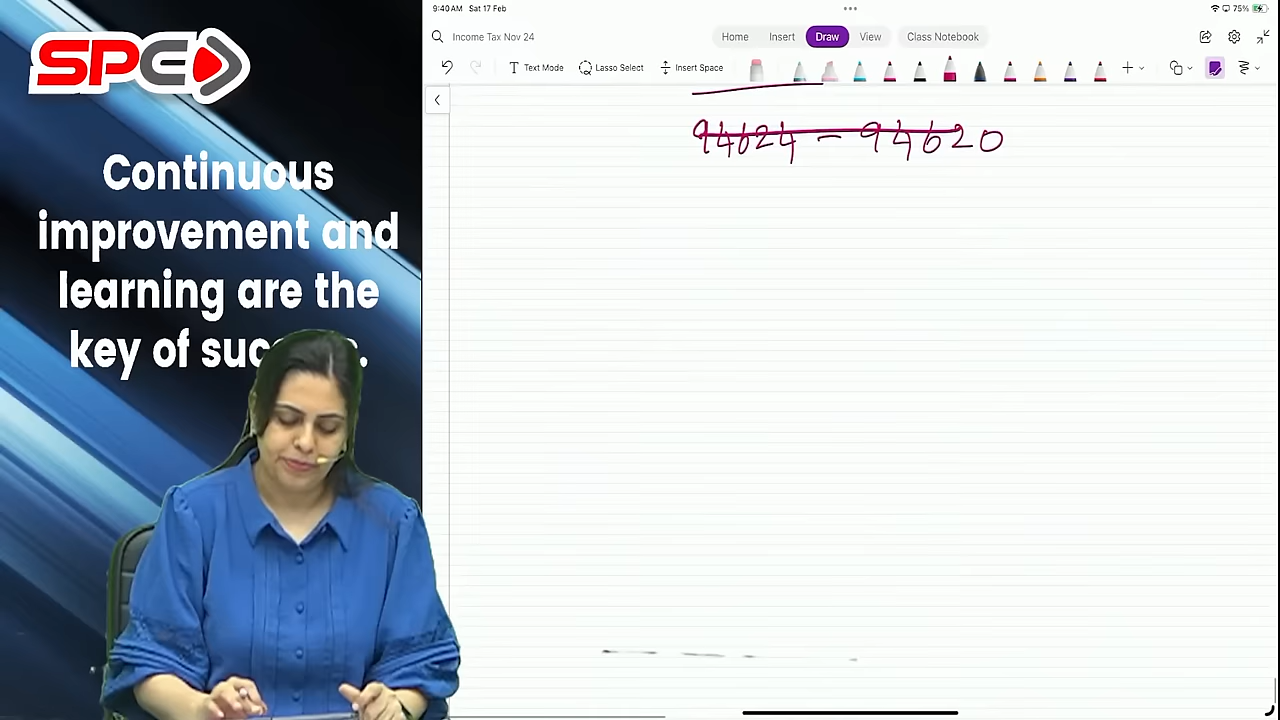 9:40 AM Sat 17 Feb
75%
Income Tax Nov 24
Home Insert Draw View Class Notebook
Text Mode Lasso Select Insert Space
SPC
Continuous
improvement and
learning are the
key of suc s.
94624 - 94620